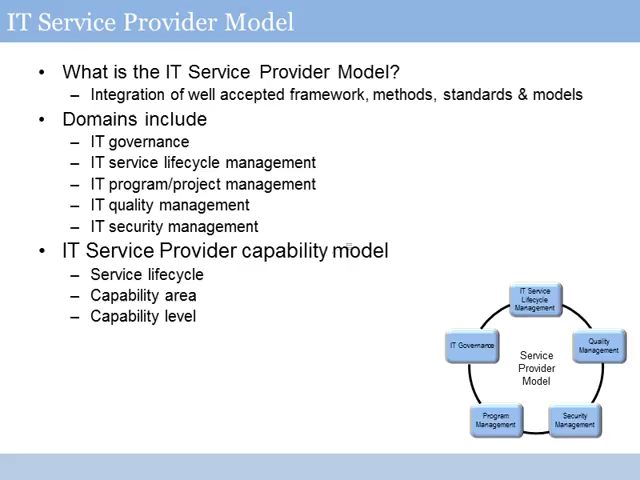 IT Service Provider Model
• What is the IT Service Provider Model?
– Integration of well accepted framework, methods, standards & models
• Domains include
– IT governance
– IT service lifecycle management
– IT program/project management
– IT quality management
– IT security management
• IT Service Provider capability model
– Service lifecycle
– Capability area
– Capability level
IT Service
Lifecycle
Management
IT Governance
Quality
Management
Service
Provider
Model
Program
Management
Security
Management